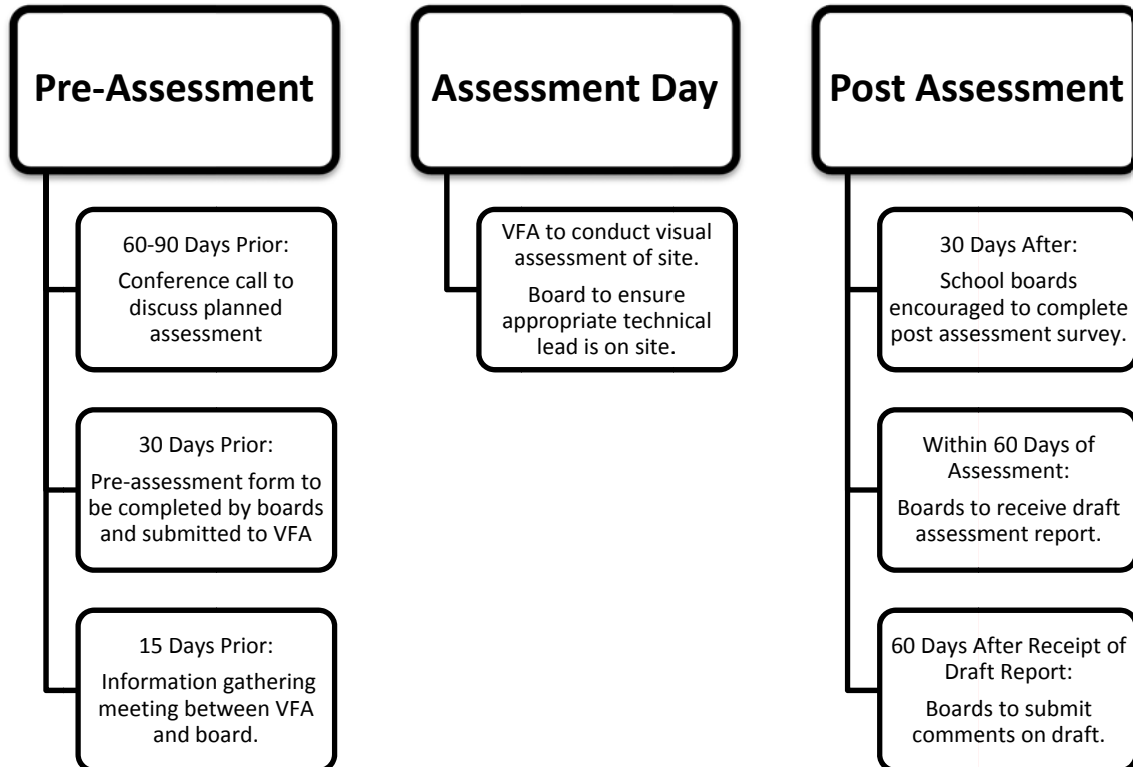 Pre-Assessment
60-90 Days Prior:
Conference call to
discuss planned
assessment
30 Days Prior:
Pre-assessment form to
be completed by boards
and submitted to VFA
15 Days Prior:
Information gathering
meeting between VFA
and board.
Assessment Day
VFA to conduct visual
assessment of site.
Board to ensure
appropriate technical
lead is on site.
Post Assessment
30 Days After:
School boards
encouraged to complete
post assessment survey.
Within 60 Days of
Assessment:
Boards to receive draft
assessment report.
60 Days After Receipt of
Draft Report:
Boards to submit
comments on draft.